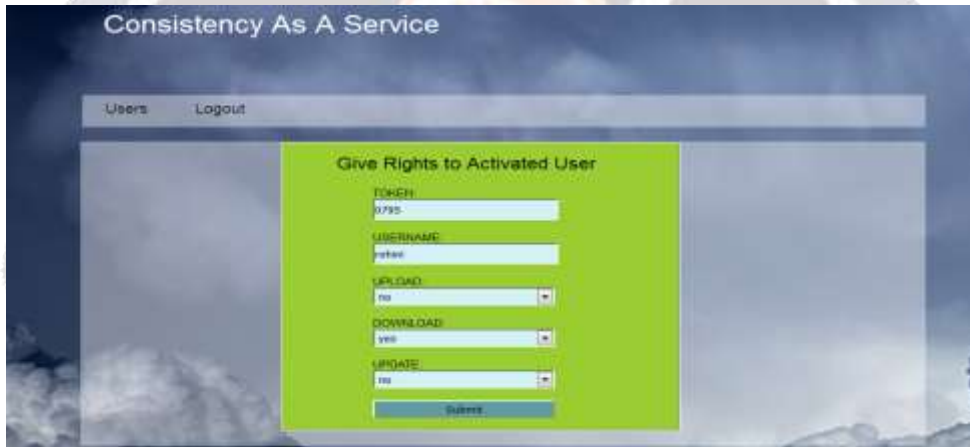 Consistency As A Service
Users Logout
Give Rights to Activated User
TOKEN:
0795
USERNAME:
UPLOAD:
no
DOWNLOAD:
yes
UPDATE:
no
Submit